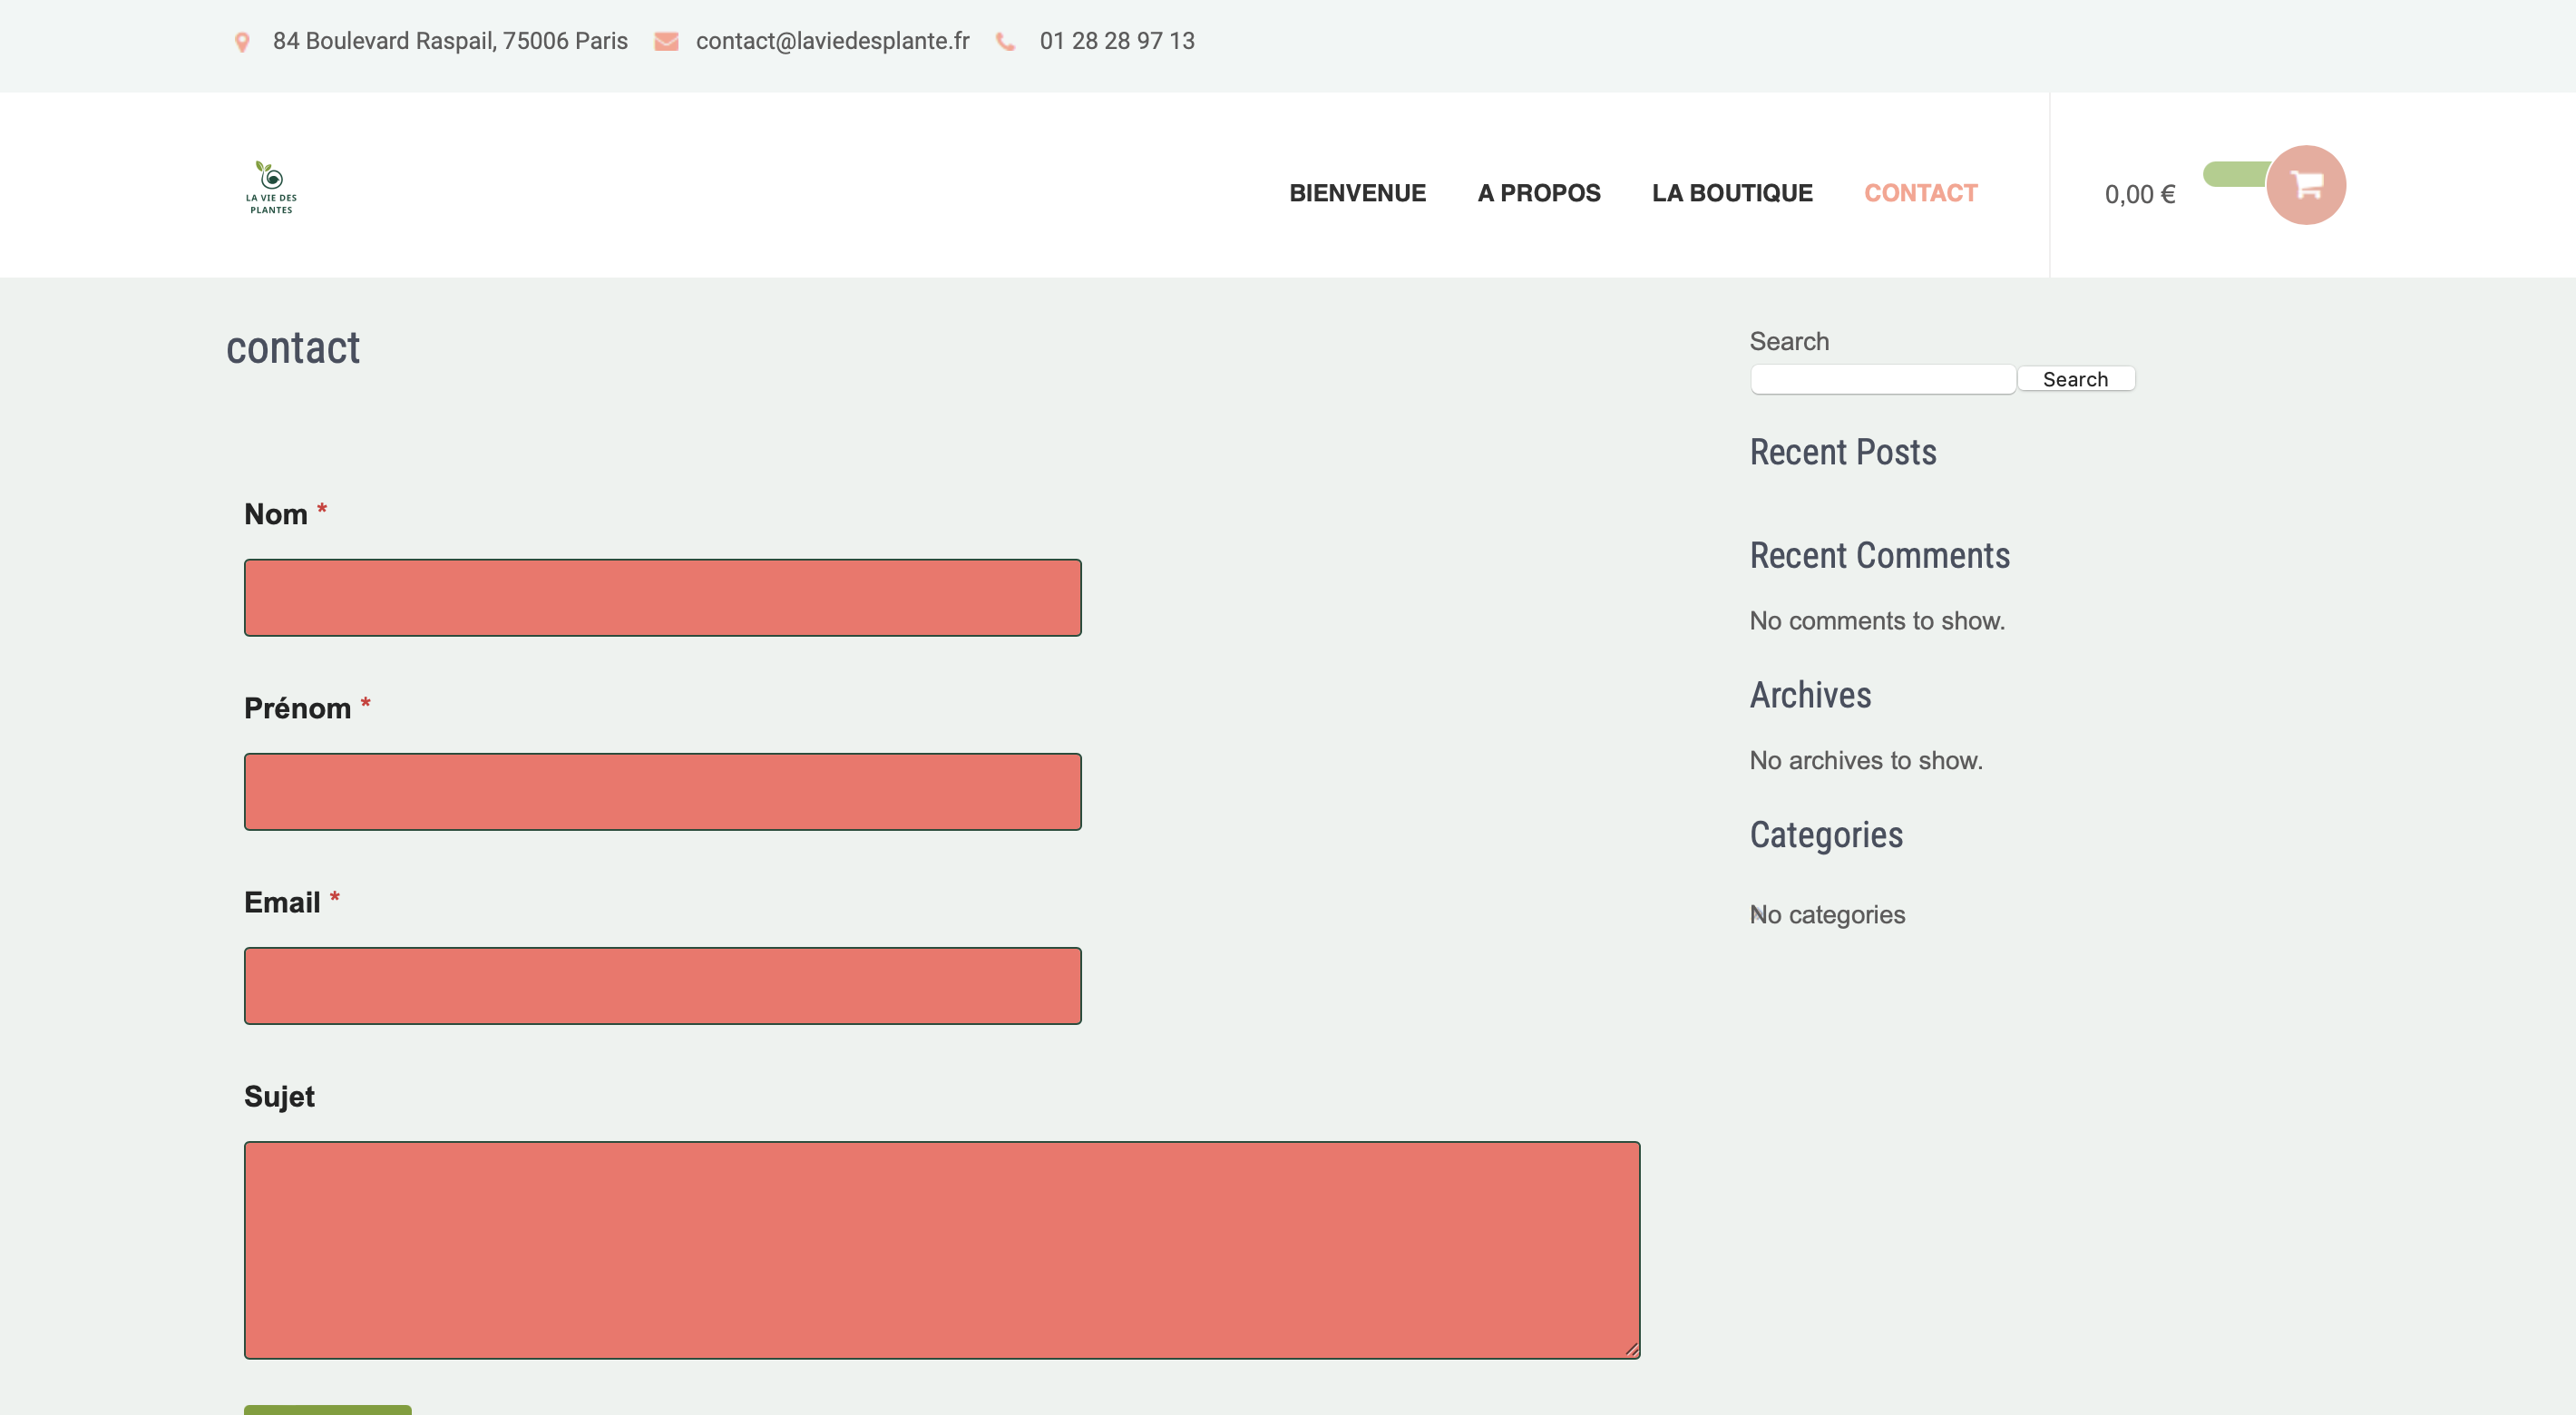 84 Boulevard Raspail, 75006 Paris contact@laviedesplante.fr 01 28 28 97 13
LA VIE DES
PLANTES
BIENVENUE A PROPOS LA BOUTIQUE CONTACT 0,00 €
contact
Nom *
Prénom *
Email *
Sujet
Search
Search
Recent Posts
Recent Comments
No comments to show.
Archives
No archives to show.
Categories
No categories